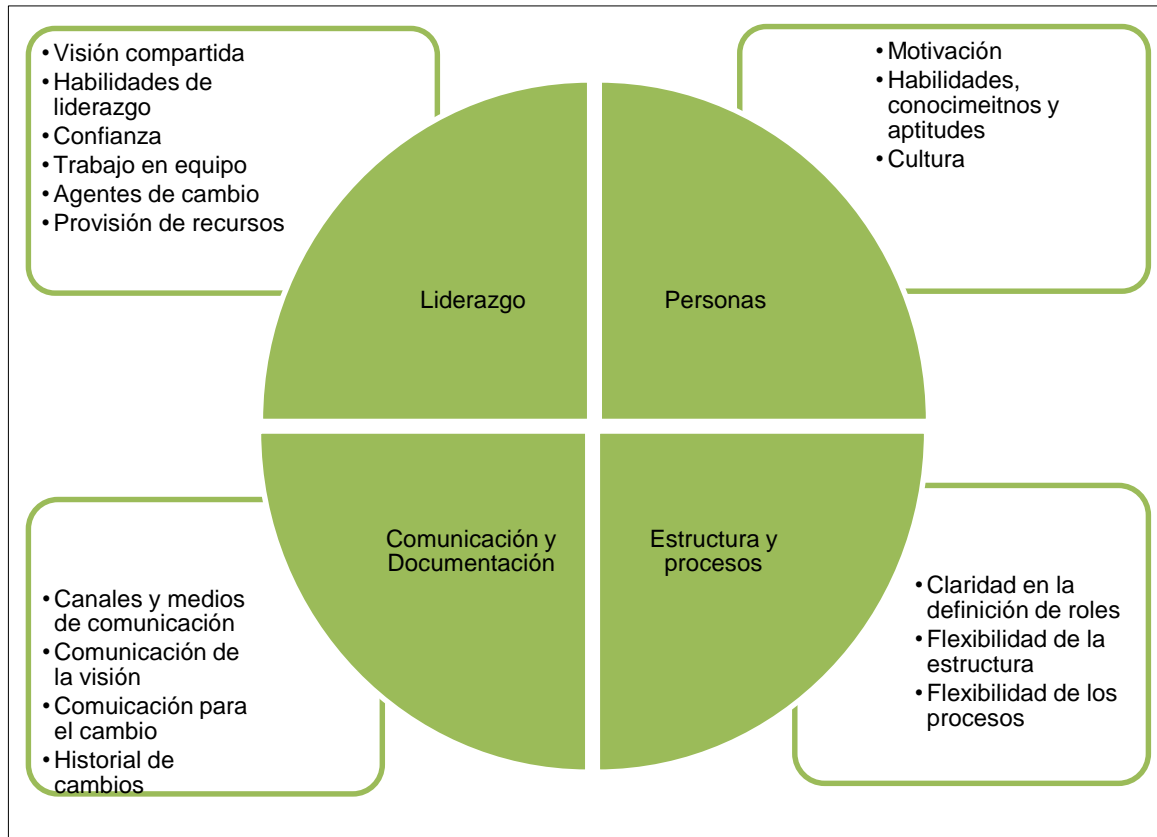 • Visión compartida
• Habilidades de
liderazgo
• Confianza
• Trabajo en equipo
• Agentes de cambio
• Provisión de recursos
• Motivación
• Habilidades,
conocimeitnos y
aptitudes
• Cultura
Liderazgo
Personas
Comunicación y
Documentación
Estructura y
procesos
• Canales y medios
de comunicación
• Comunicación de
la visión
• Comuicación para
el cambio
• Historial de
cambios
• Claridad en la
definición de roles
• Flexibilidad de la
estructura
• Flexibilidad de los
procesos